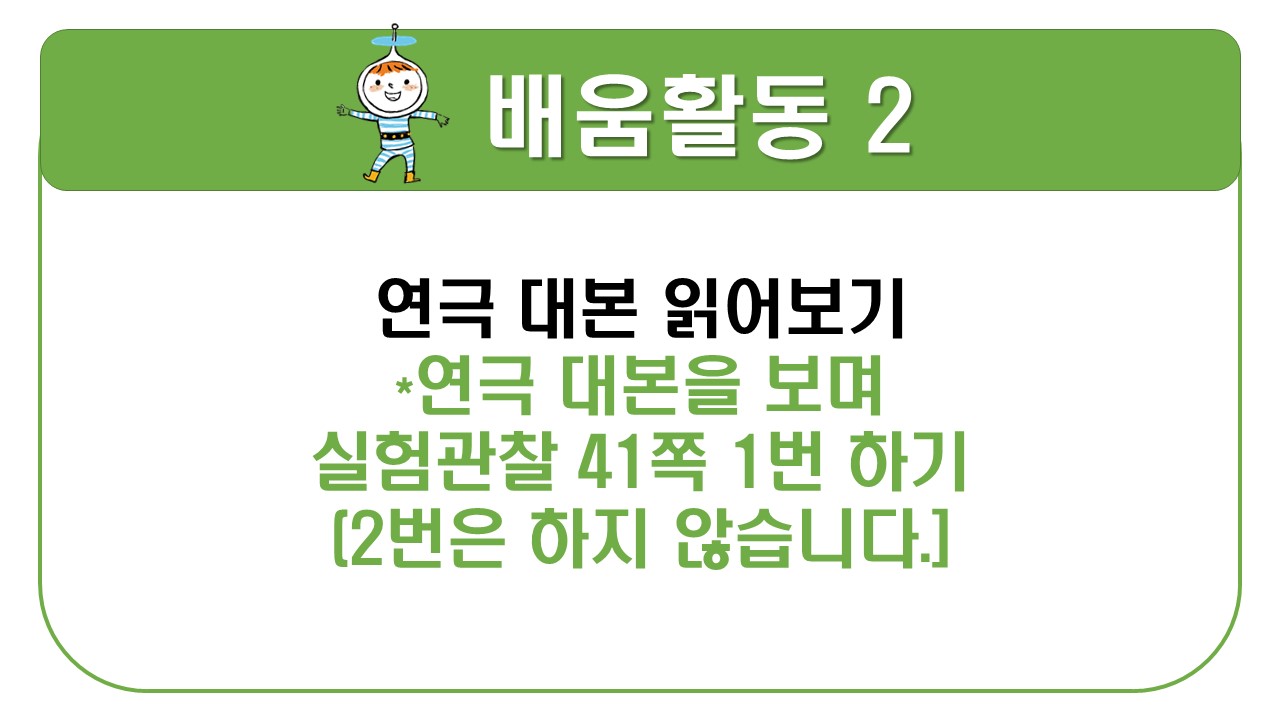 배움활동 2
연극 대본 읽어보기
*연극 대본을 보며
실험관찰 41쪽 1번 하기
(2번은 하지 않습니다.)